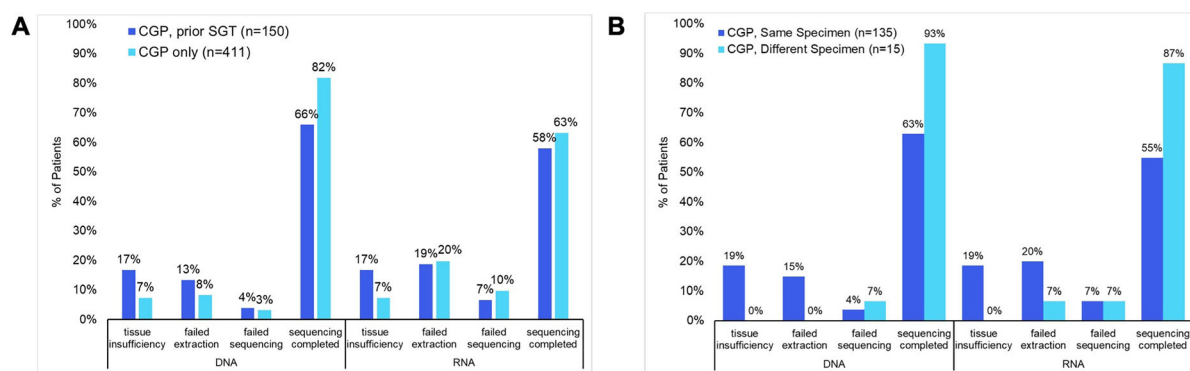 A
% of Patients
100%
90%
80%
70%
60%
50%
40%
30%
20%
10%
0%
CGP, prior SGT (n=150)
CGP only (n=411)
17%
7%
13%
8%
4%
3%
66%
82%
17%
7%
19%
20%
7%
10%
58%
63%
tissue insufficiency
failed extraction
failed sequencing
sequencing completed
tissue insufficiency
failed extraction
failed sequencing
sequencing completed
DNA
RNA
B
% of Patients
100%
90%
80%
70%
60%
50%
40%
30%
20%
10%
0%
CGP, Same Specimen (n=135)
CGP, Different Specimen (n=15)
19%
0%
15%
0%
4%
7%
63%
93%
19%
0%
20%
7%
7%
7%
55%
87%
tissue insufficiency
failed extraction
failed sequencing
sequencing completed
tissue insufficiency
failed extraction
failed sequencing
sequencing completed
DNA
RNA